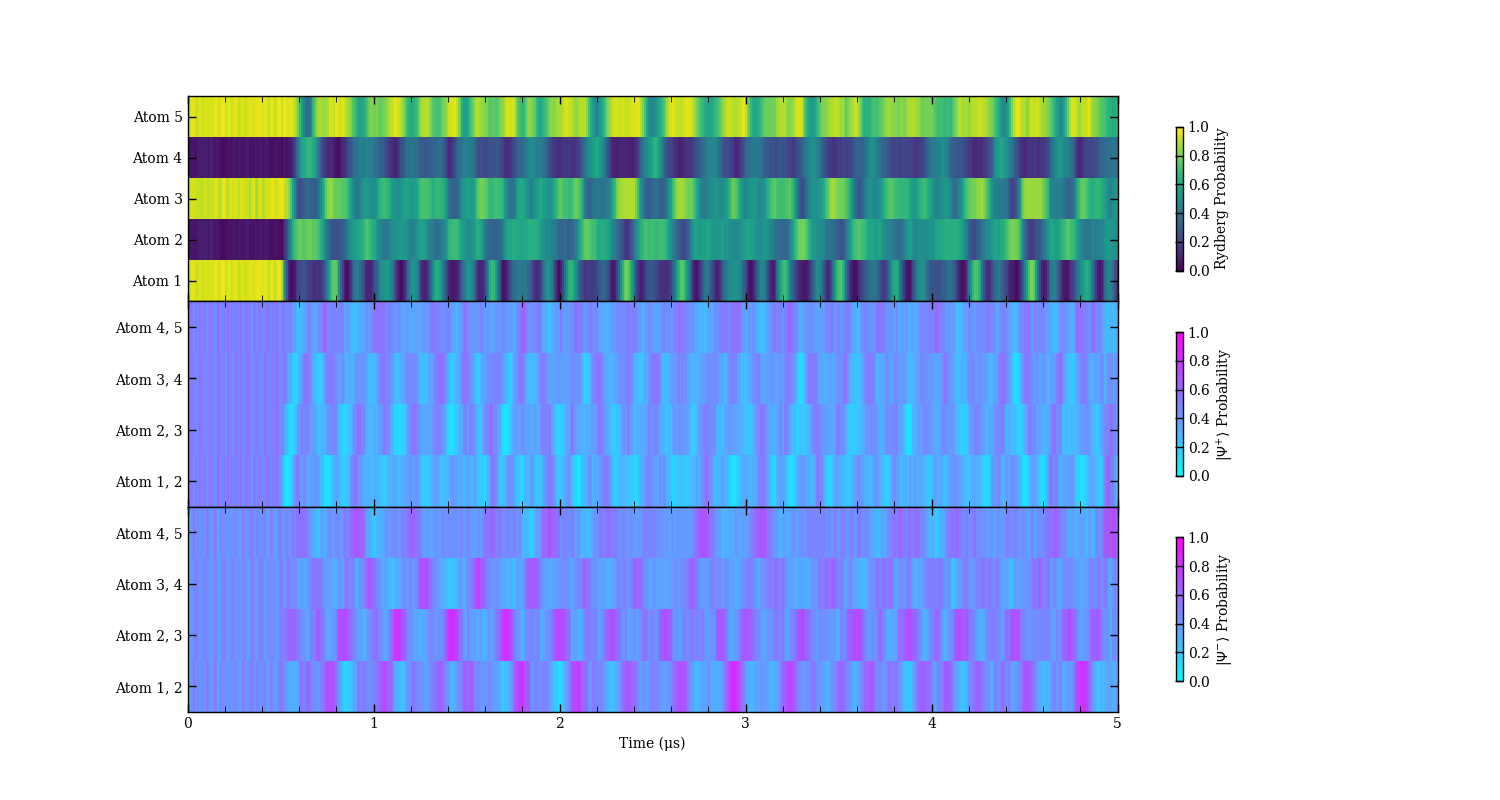 Atom 5
Atom 4
Atom 3
Atom 2
Atom 1
Atom 4, 5
Atom 3, 4
Atom 2, 3
Atom 1, 2
Atom 4, 5
Atom 3, 4
Atom 2, 3
Atom 1, 2
0 1 2 3 4 5
Time (μs)
1.0
0.8
0.6
0.4
0.2
0.0
Rydberg Probability
1.0
0.8
0.6
0.4
0.2
0.0
|Ψ⁺⟩ Probability
1.0
0.8
0.6
0.4
0.2
0.0
|Ψ⁻⟩ Probability